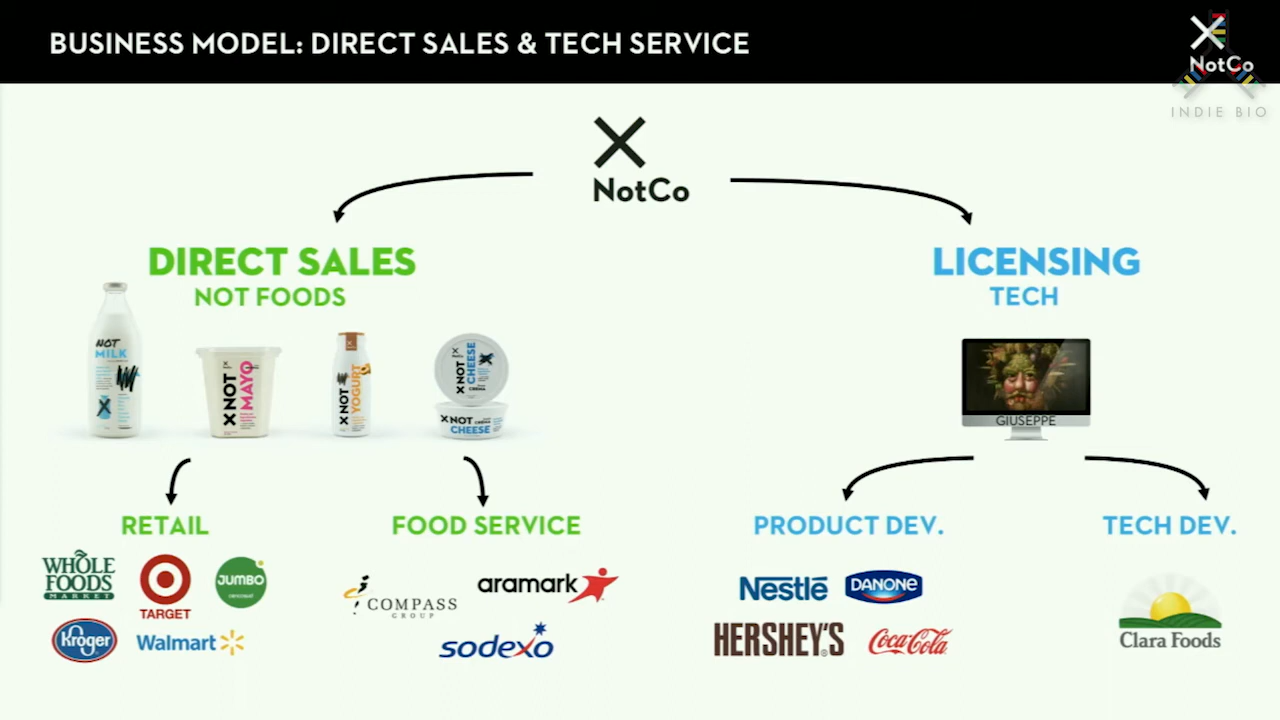 BUSINESS MODEL: DIRECT SALES & TECH SERVICE
NotCo
INDIE BIO
NotCo
DIRECT SALES
NOT FOODS
LICENSING
TECH
NOT
MILK
NOT
MAYO
NOT
YOGURT
NOT
CHEESE
CREMA
NOT
CHEESE
GIUSEPPE
RETAIL
FOOD SERVICE
PRODUCT DEV.
TECH DEV.
WHOLE
FOODS
MARKET
TARGET
JUMBO
cencosud
Kroger
Walmart
COMPASS
GROUP
aramark
sodexo
Nestlé
DANONE
HERSHEY'S
Coca-Cola
Clara Foods